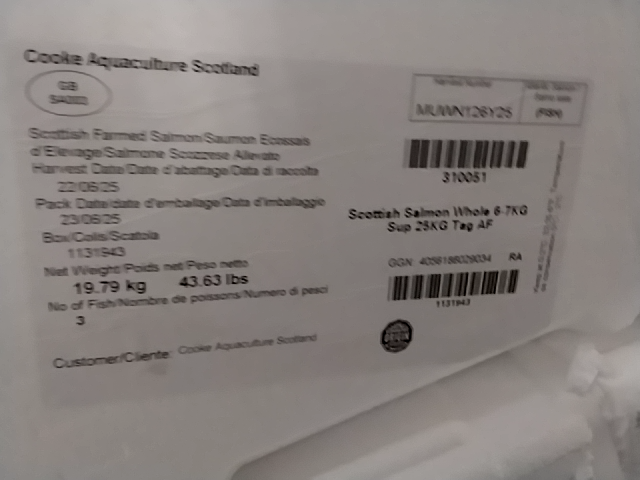 Cooke Aquaculture Scotland
GB
Scottish Farmed Salmon/Saumon Ecossais
d'Elevage/Salmone Scozzese Allevato
Harvest Date/Date d'abattage/Data di raccolta
22/06/25
Pack Date/date d'emballage/Data d'imballaggio
23/06/25
Box/Colis/Scatola
1131943
Net Weight/Poids net/Peso netto
19.79 kg 43.63 lbs
No of Fish/Nombre de poissons/Numero di pesci
3
Customer/Cliente: Cooke Aquaculture Scotland
MUWN126Y25
(FISH)
310051
Scottish Salmon Whole 6-7KG
Sup 25KG Tag AF
GGN: 4056186029034 RA
1131943